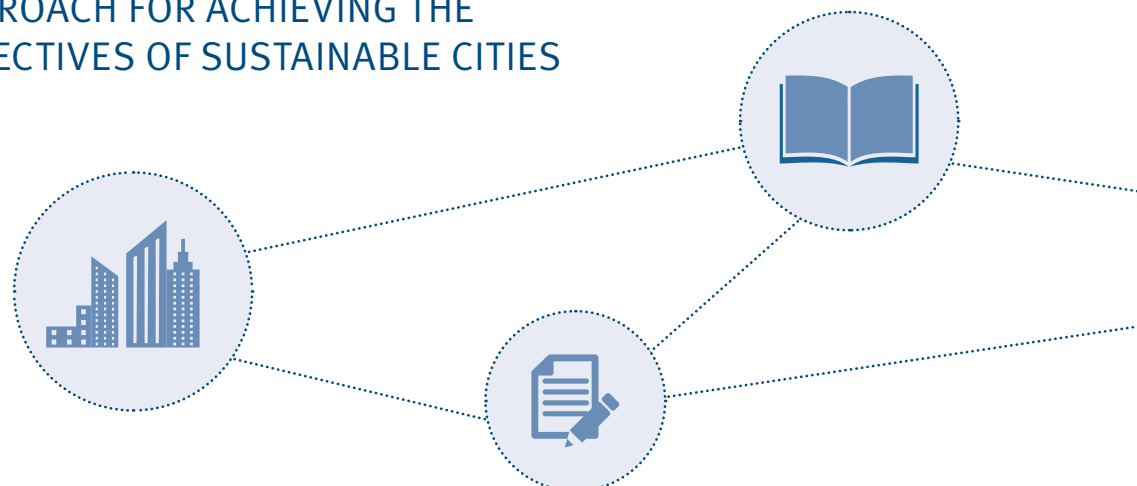 ROACH FOR ACHIEVING THE
ECTIVES OF SUSTAINABLE CITIES